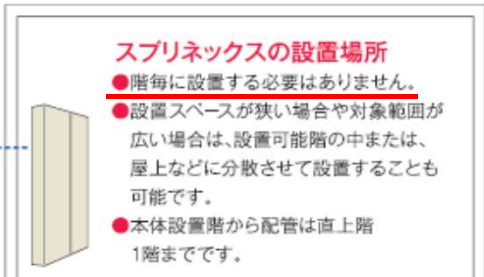 スプリネックスの設置場所
●階毎に設置する必要はありません。
●設置スペースが狭い場合や対象範囲が
広い場合は、設置可能階の中または、
屋上などに分散させて設置することも
可能です。
●本体設置階から配管は直上階
1階までです。